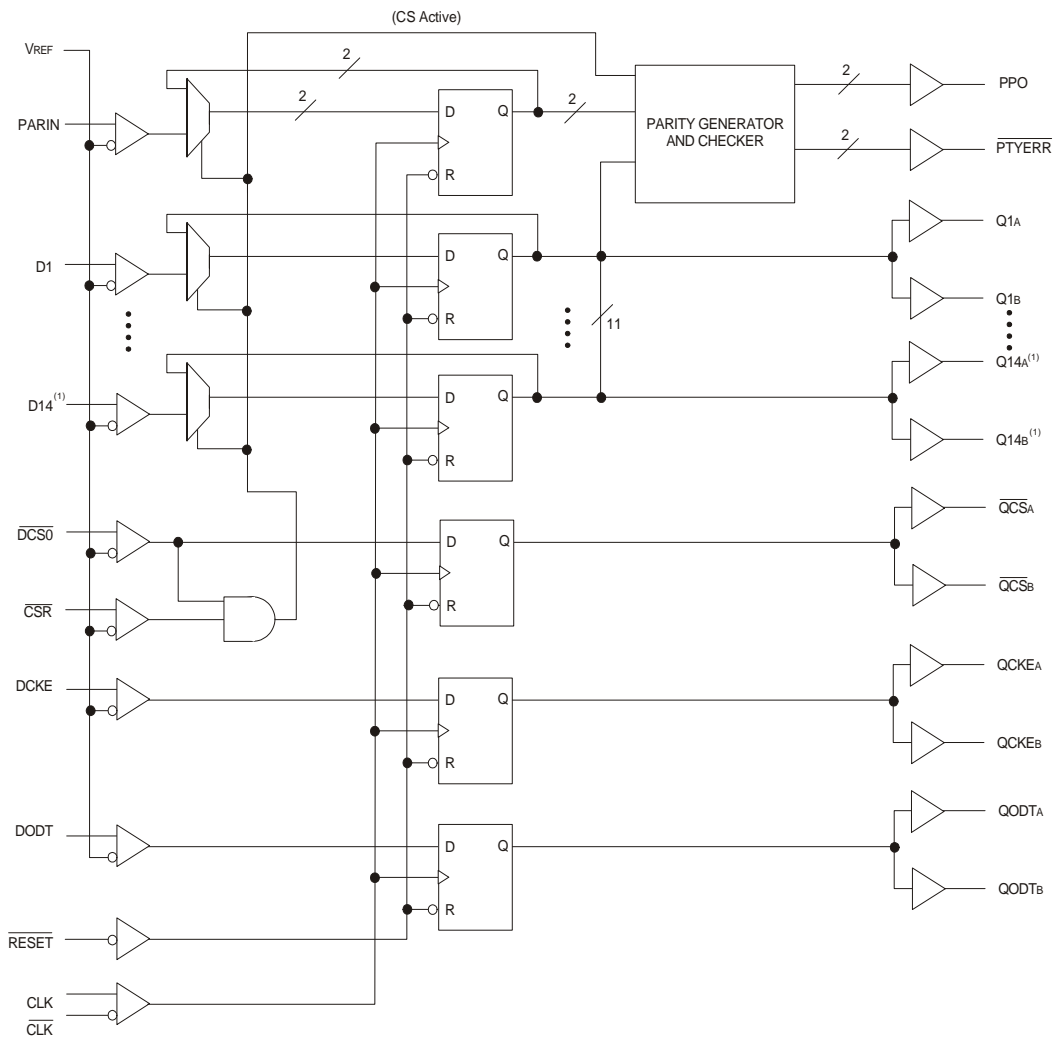 (CS Active)
VREF
2
2
2
2
PARIN
D Q
R
PARITY GENERATOR
AND CHECKER
PPO
2
PTYERR
D1
D Q
R
Q1A
Q1B
11
D14(1)
D Q
R
Q14A(1)
Q14B(1)
DCS0
D Q
R
QCSA
QCSB
CSR
DCKE
D Q
R
QCKEA
QCKEB
DODT
D Q
R
QODTA
QODTB
RESET
CLK
CLK